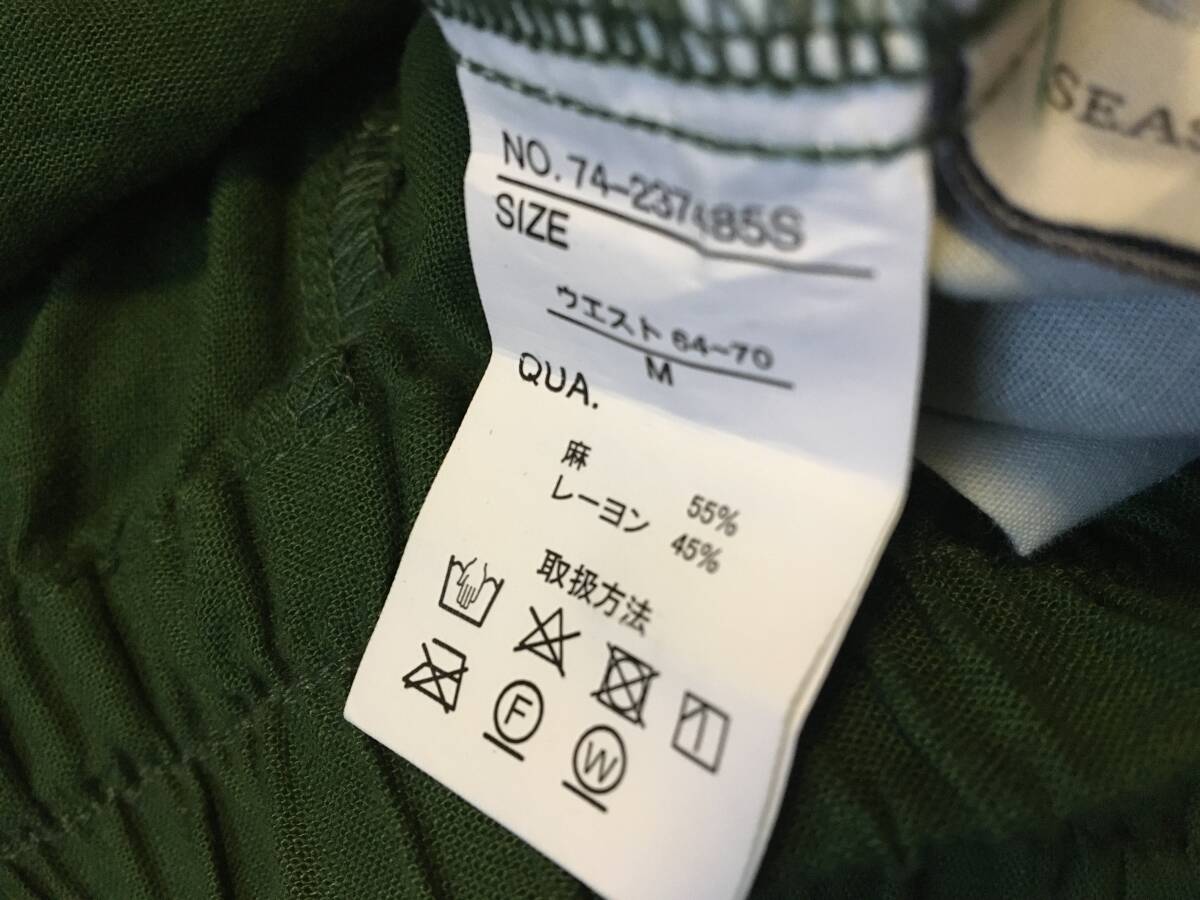 NO.74-237485S
SIZE
ウエスト 64-70
M
QUA.
麻 55%
レーヨン 45%
取扱方法
F
W